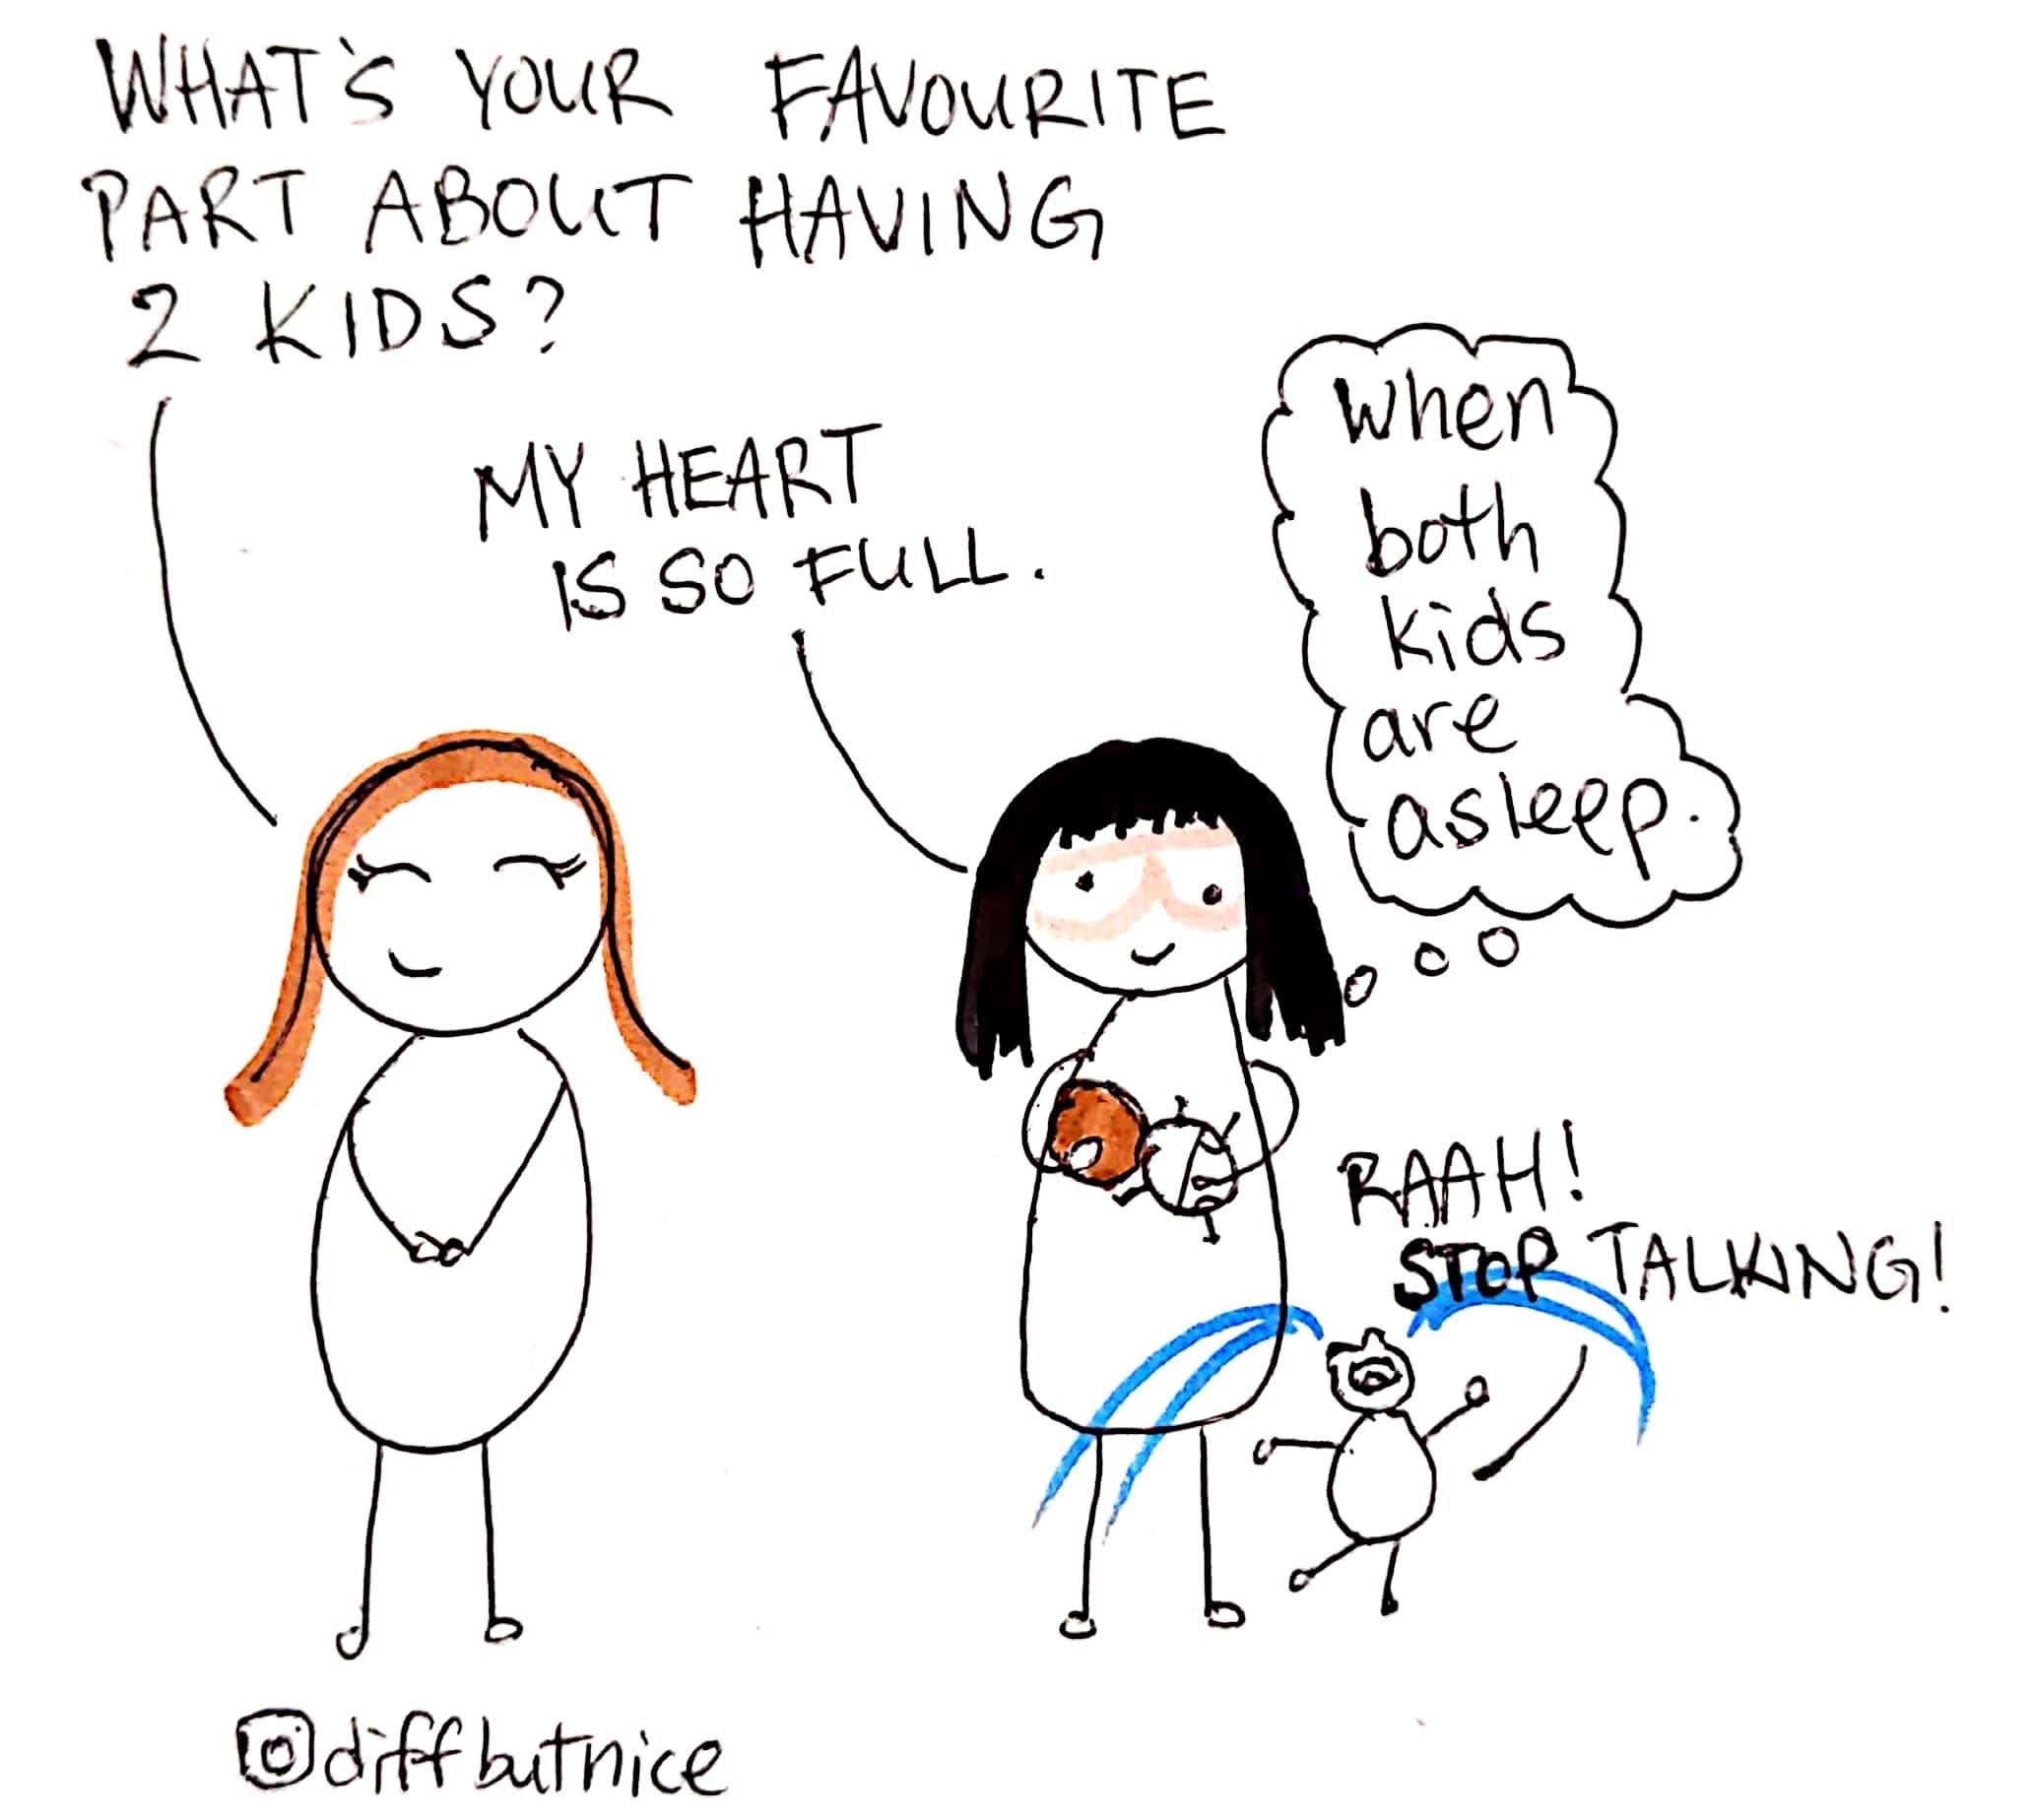 WHAT'S YOUR FAVOURITE
PART ABOUT HAVING
2 KIDS?
MY HEART
IS SO FULL.
when
both
kids
are
asleep.
RAAH!
STOP TALKING!
diffbutnice